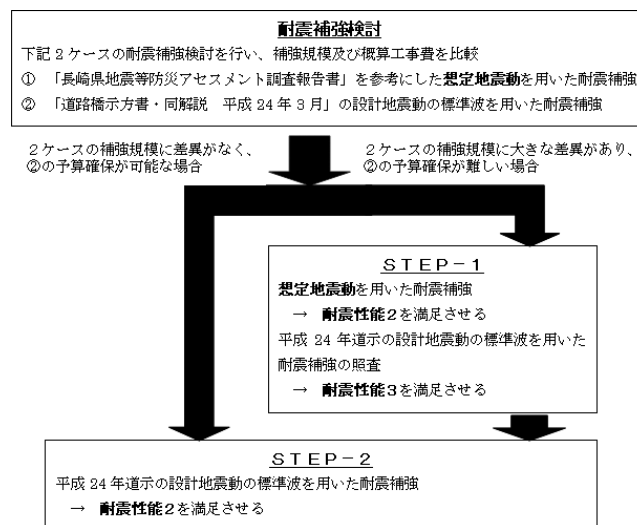 耐震補強検討
下記2ケースの耐震補強検討を行い、補強規模及び概算工事費を比較
① 「長崎県地震等防災アセスメント調査報告書」を参考にした想定地震動を用いた耐震補強
② 「道路橋示方書・同解説 平成24年3月」の設計地震動の標準波を用いた耐震補強
2ケースの補強規模に差異がなく、
②の予算確保が可能な場合
2ケースの補強規模に大きな差異があり、
②の予算確保が難しい場合
STEP-1
想定地震動を用いた耐震補強
→ 耐震性能2を満足させる
平成24年道示の設計地震動の標準波を用いた
耐震補強の照査
→ 耐震性能3を満足させる
STEP-2
平成24年道示の設計地震動の標準波を用いた耐震補強
→ 耐震性能2を満足させる